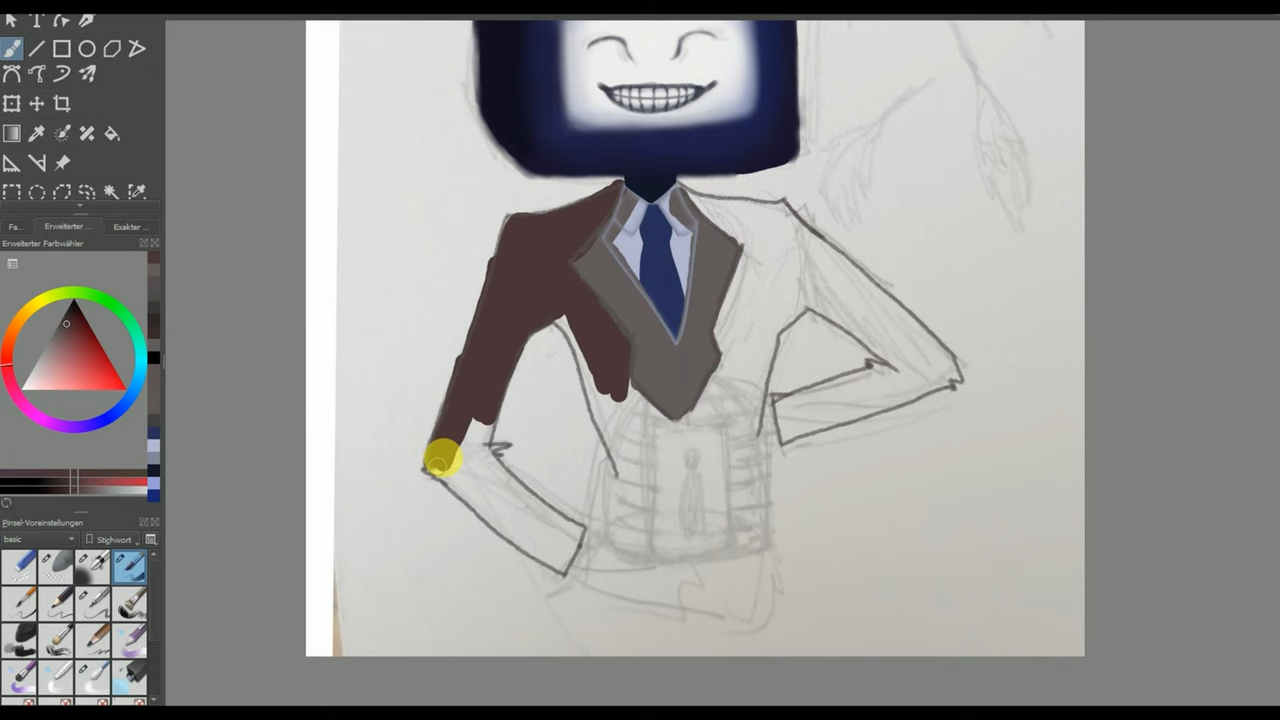 Fa...
Erweiterter ...
Exakter ...
Erweiterter Farbwähler
Pinsel-Voreinstellungen
basic
Stichwort